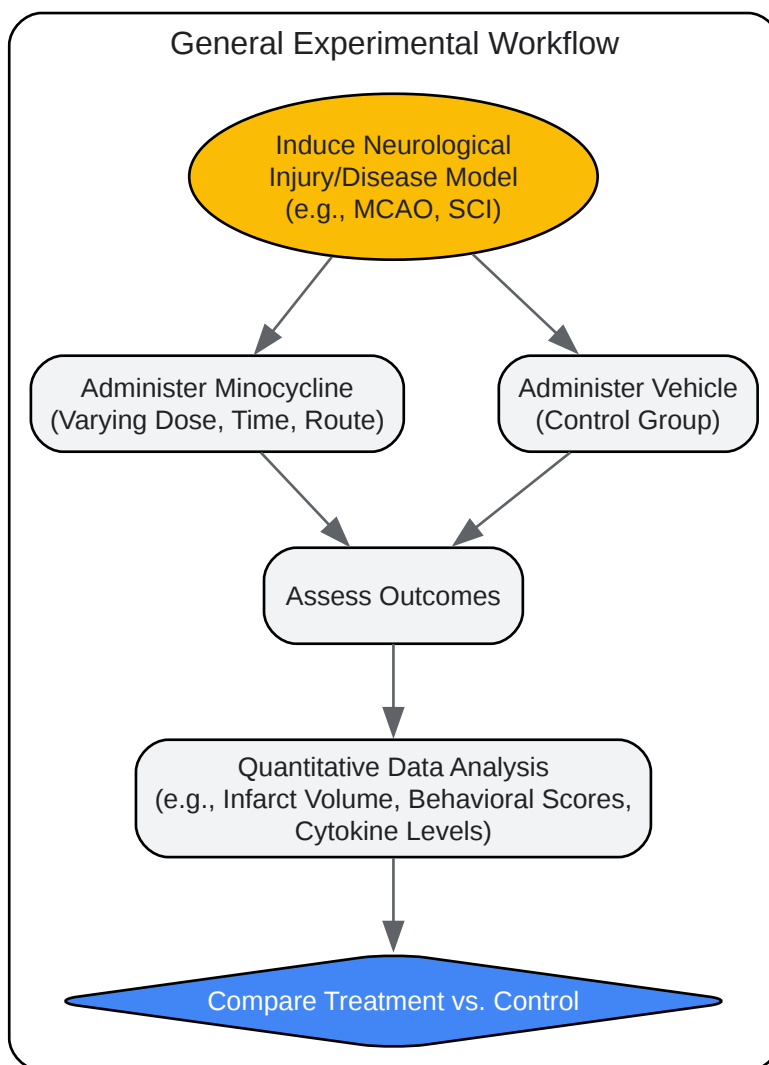 General Experimental Workflow
Induce Neurological
Injury/Disease Model
(e.g., MCAO, SCI)
Administer Minocycline
(Varying Dose, Time, Route)
Administer Vehicle
(Control Group)
Assess Outcomes
Quantitative Data Analysis
(e.g., Infarct Volume, Behavioral Scores,
Cytokine Levels)
Compare Treatment vs. Control